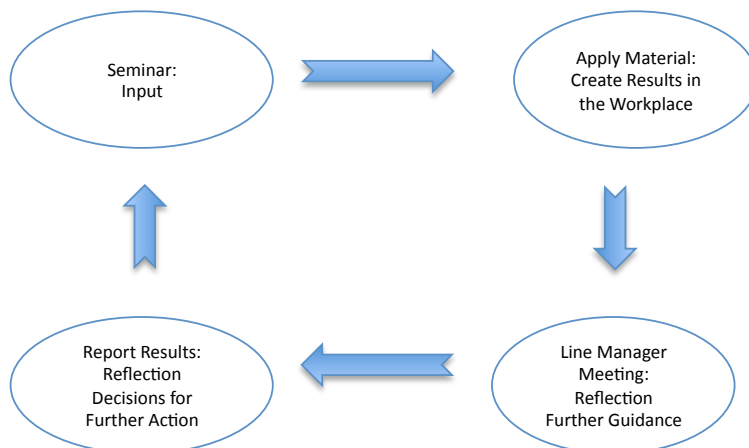 Seminar:
Input
Apply Material:
Create Results in
the Workplace
Report Results:
Reflection
Decisions for
Further Action
Line Manager
Meeting:
Reflection
Further Guidance